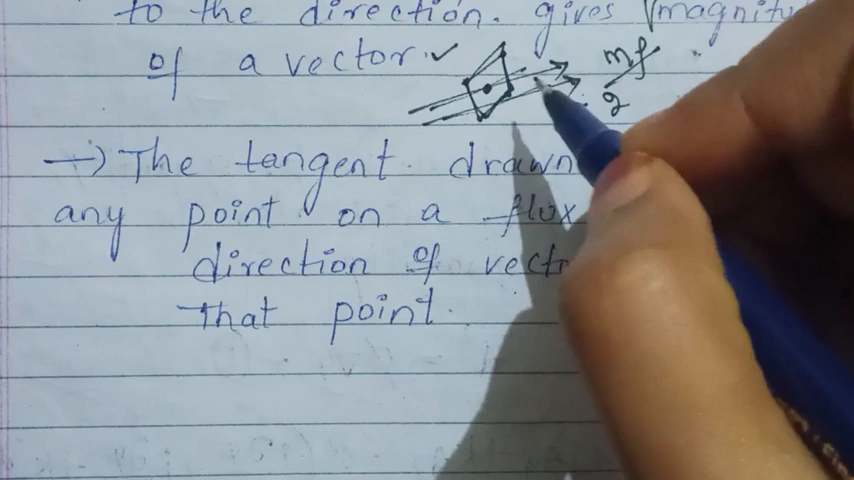 to the direction. gives magnitu
of a vector. ✓
mf
2
→ The tangent drawn
any point on a flux
direction of vect
that point.